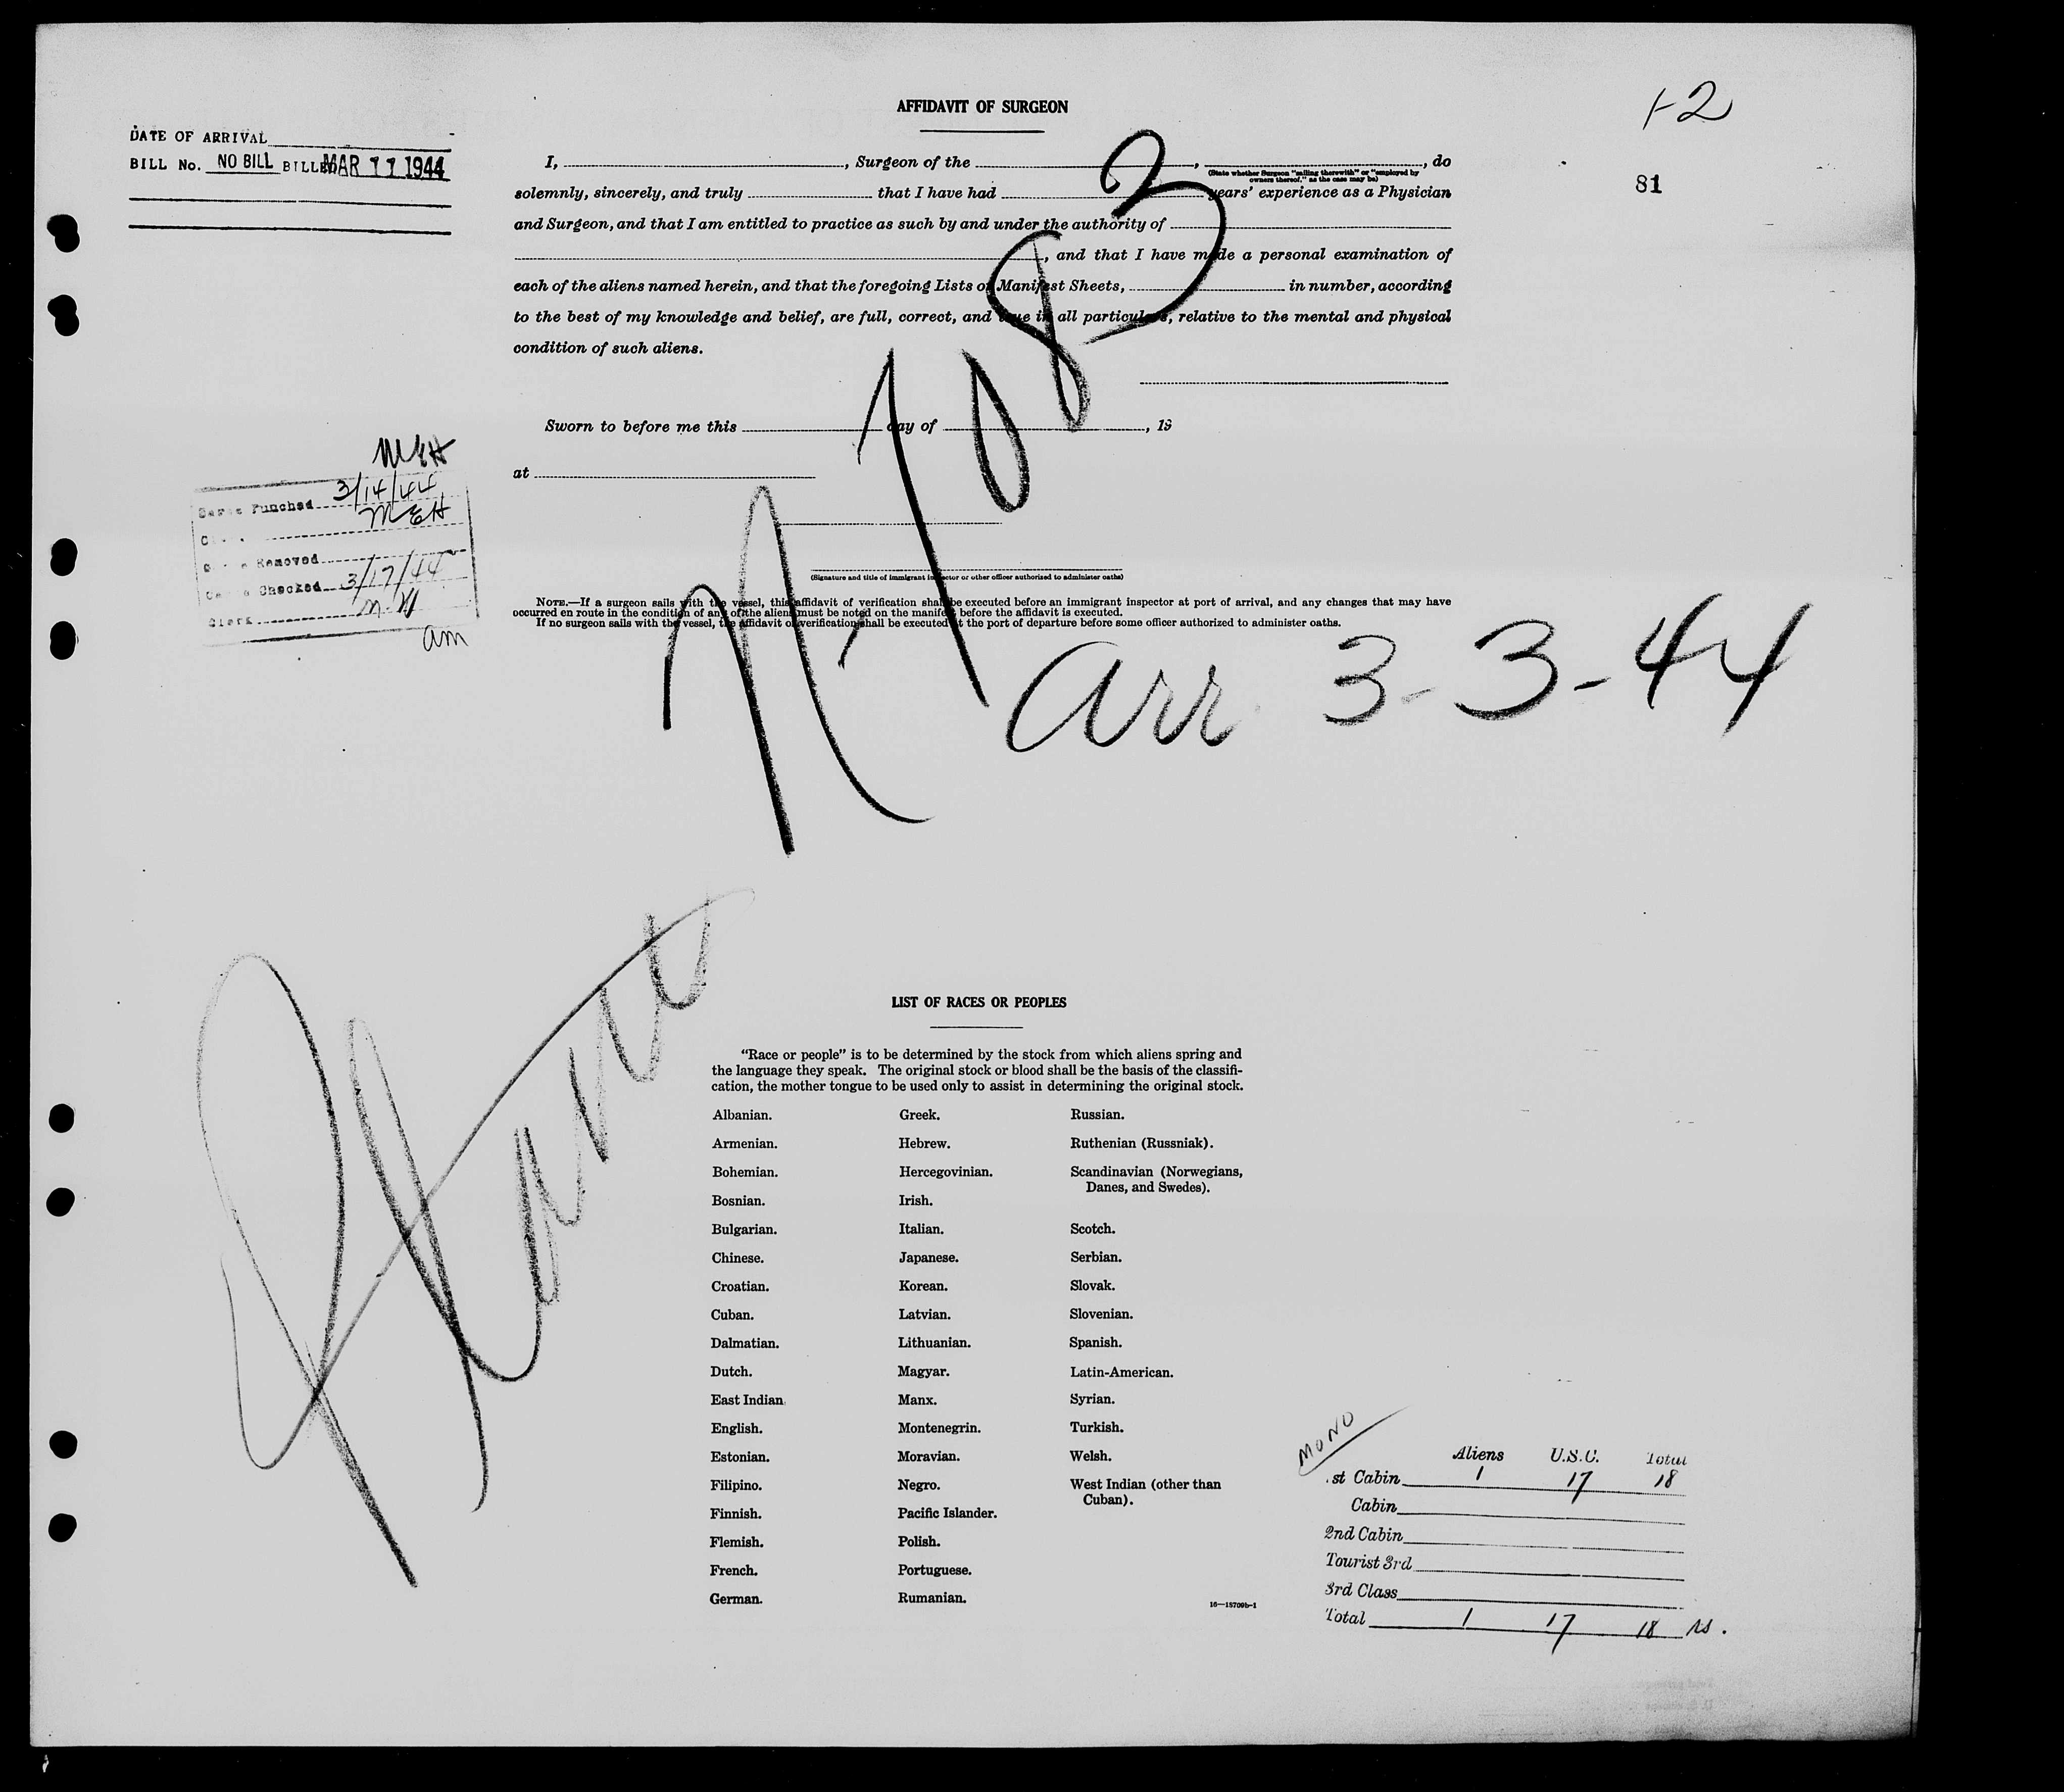 1-2
81
DATE OF ARRIVAL
BILL No. NO BILL BILLED MAR 11 1944
AFFIDAVIT OF SURGEON
I, , Surgeon of the , , do
(State whether Surgeon "sailing therewith" or "employed by
owners thereof," as the case may be)
solemnly, sincerely, and truly that I have had years' experience as a Physician
and Surgeon, and that I am entitled to practice as such by and under the authority of
, and that I have made a personal examination of
each of the aliens named herein, and that the foregoing Lists or Manifest Sheets, in number, according
to the best of my knowledge and belief, are full, correct, and true in all particulars, relative to the mental and physical
condition of such aliens.
Sworn to before me this day of , 19
at
(Signature and title of immigrant inspector or other officer authorized to administer oaths)
NOTE.—If a surgeon sails with the vessel, this affidavit of verification shall be executed before an immigrant inspector at port of arrival, and any changes that may have
occurred en route in the condition of any of the aliens must be noted on the manifest before the affidavit is executed.
If no surgeon sails with the vessel, the affidavit of verification shall be executed at the port of departure before some officer authorized to administer oaths.
MEH
Punched 3/14/44
MEH
Removed
Checked 3/17/44
Clerk
am
1083
arr 3-3-44
LIST OF RACES OR PEOPLES
"Race or people" is to be determined by the stock from which aliens spring and
the language they speak. The original stock or blood shall be the basis of the classifi-
cation, the mother tongue to be used only to assist in determining the original stock.
Albanian. Greek. Russian.
Armenian. Hebrew. Ruthenian (Russniak).
Bohemian. Hercegovinian. Scandinavian (Norwegians,
Danes, and Swedes).
Bosnian. Irish.
Bulgarian. Italian. Scotch.
Chinese. Japanese. Serbian.
Croatian. Korean. Slovak.
Cuban. Latvian. Slovenian.
Dalmatian. Lithuanian. Spanish.
Dutch. Magyar. Latin-American.
East Indian. Manx. Syrian.
English. Montenegrin. Turkish.
Estonian. Moravian. Welsh.
Filipino. Negro. West Indian (other than
Cuban).
Finnish. Pacific Islander.
Flemish. Polish.
French. Portuguese.
German. Rumanian.
16—18709b-1
MONO
Aliens U.S.C. Total
st Cabin 1 17 18
Cabin
2nd Cabin
Tourist 3rd
3rd Class
Total 1 17 18